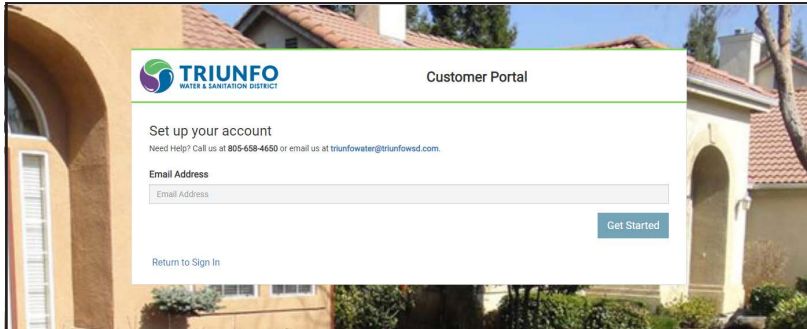 TRIUNFO
WATER & SANITATION DISTRICT
Customer Portal
Set up your account
Need Help? Call us at 805-658-4650 or email us at triunfowater@triunfowsd.com.
Email Address
Email Address
Get Started
Return to Sign In